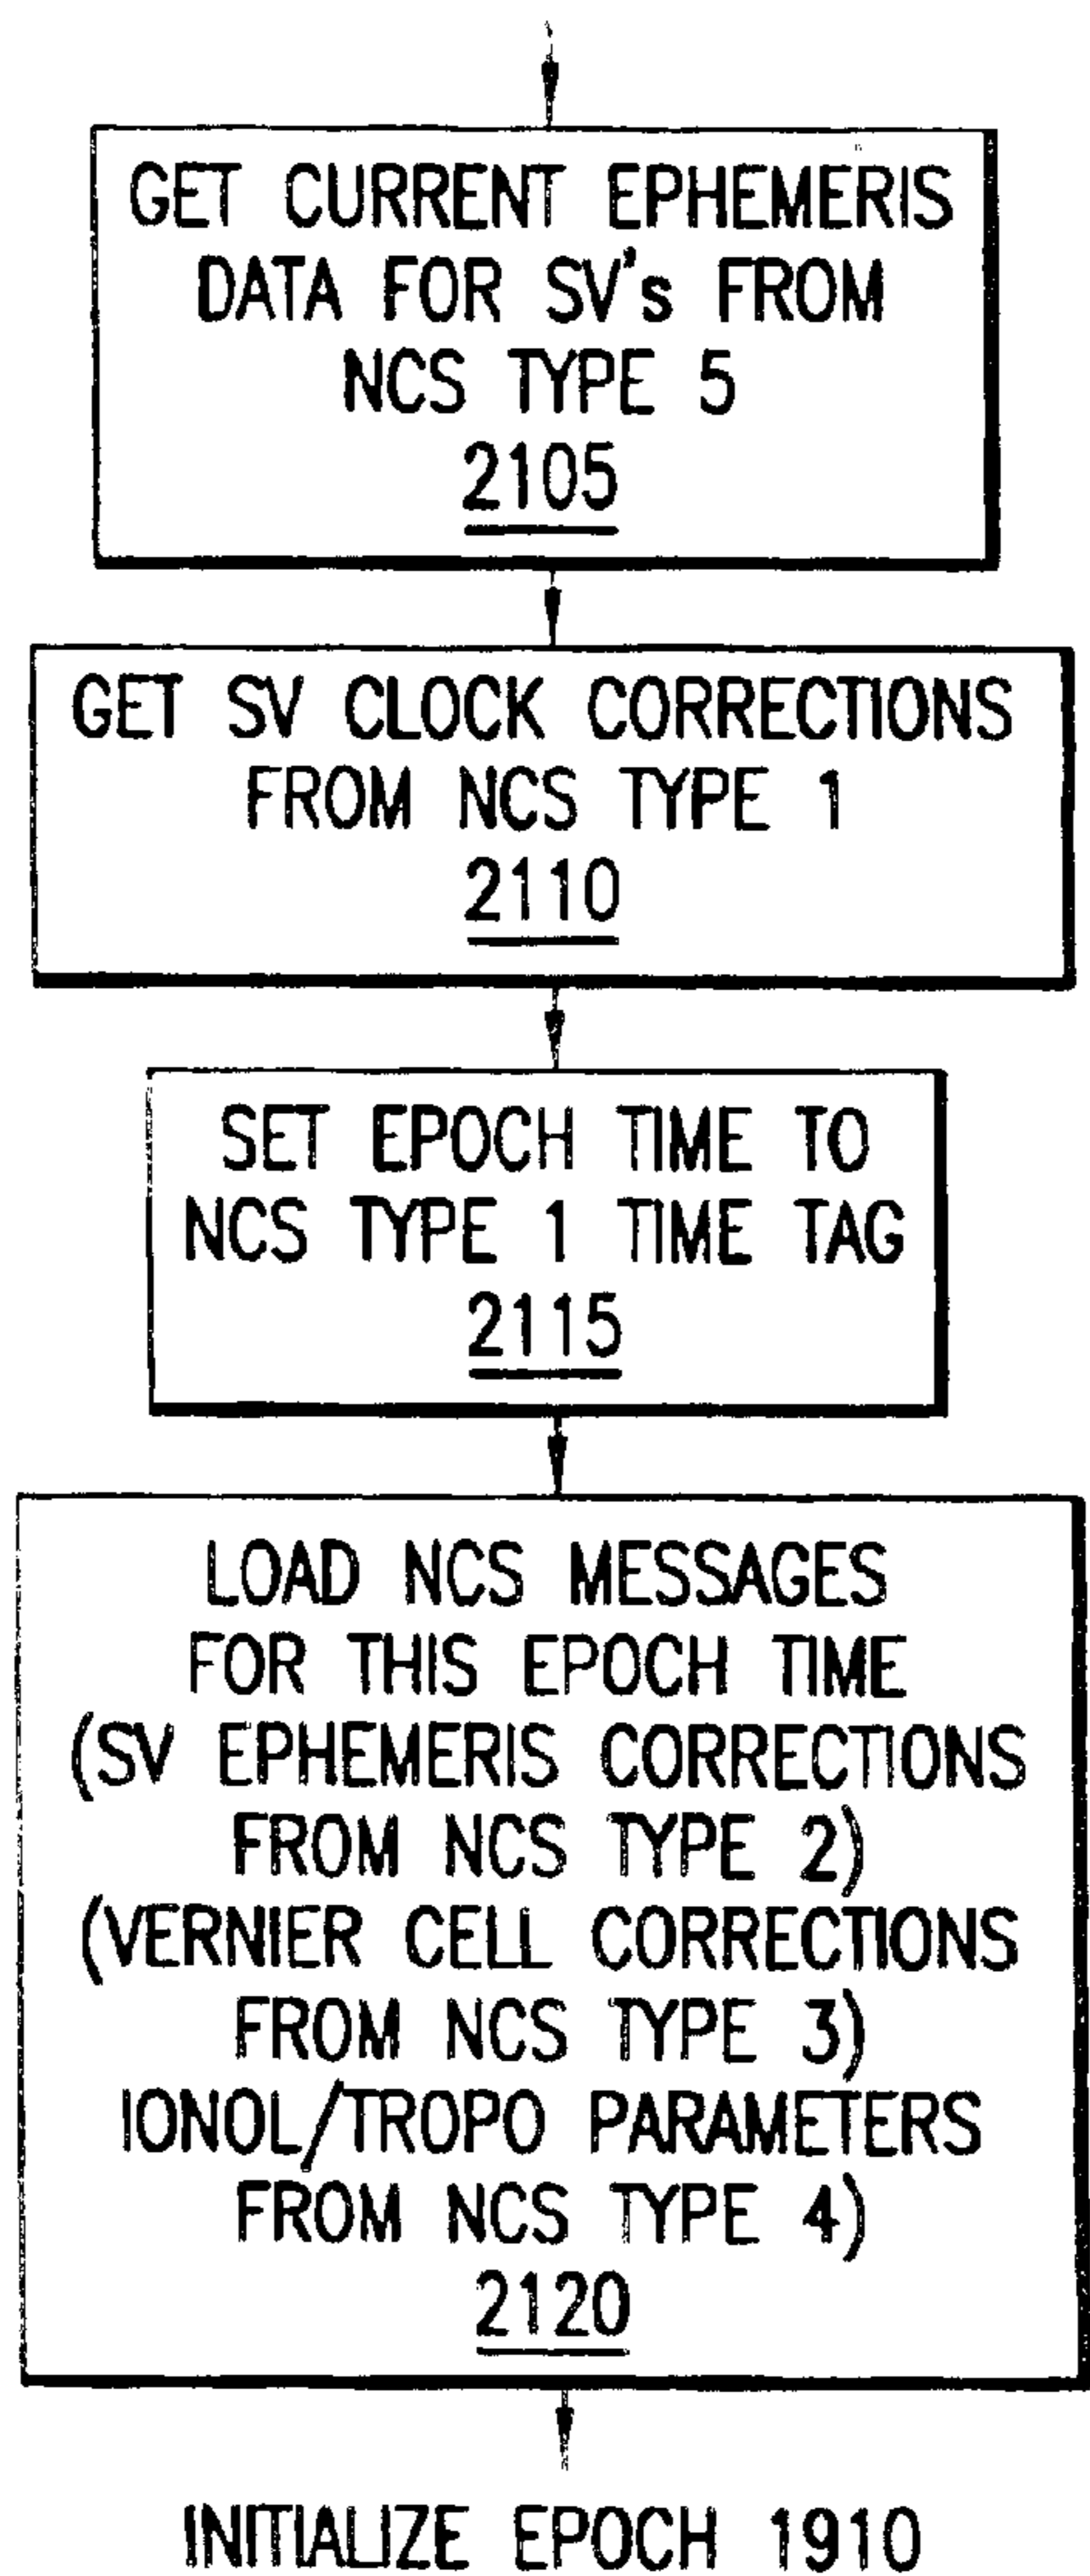 GET CURRENT EPHEMERIS
DATA FOR SV's FROM
NCS TYPE 5
2105
GET SV CLOCK CORRECTIONS
FROM NCS TYPE 1
2110
SET EPOCH TIME TO
NCS TYPE 1 TIME TAG
2115
LOAD NCS MESSAGES
FOR THIS EPOCH TIME
(SV EPHEMERIS CORRECTIONS
FROM NCS TYPE 2)
(VERNIER CELL CORRECTIONS
FROM NCS TYPE 3)
IONOL/TROPO PARAMETERS
FROM NCS TYPE 4)
2120
INITIALIZE EPOCH 1910